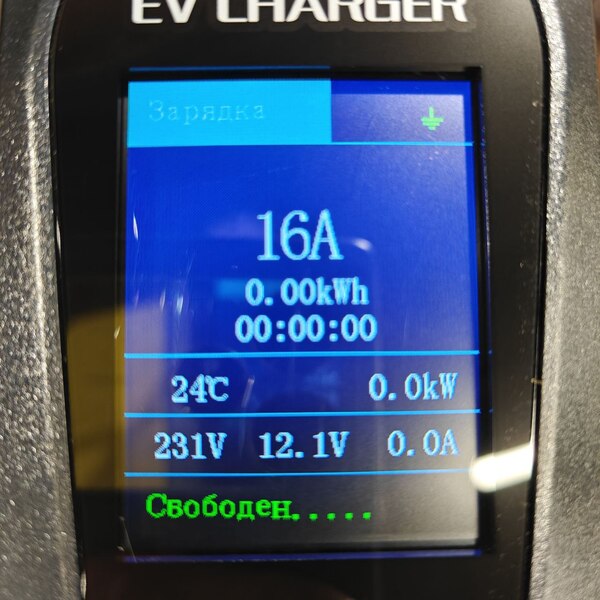 EV CHARGER
Зарядка
16A
0.00kWh
00:00:00
24℃ 0.0kW
231V 12.1V 0.0A
Свободен.....